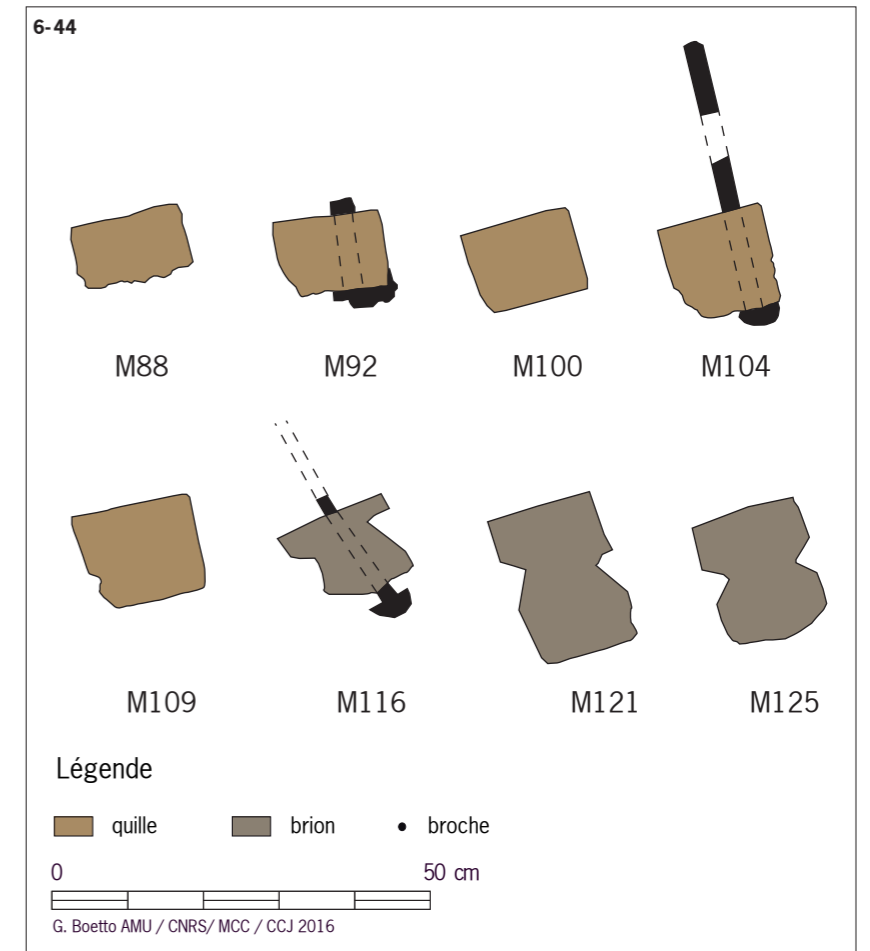 6-44
M88 M92 M100 M104
M109 M116 M121 M125
Légende
quille brion broche
0 50 cm
G. Boetto AMU / CNRS/ MCC / CCJ 2016